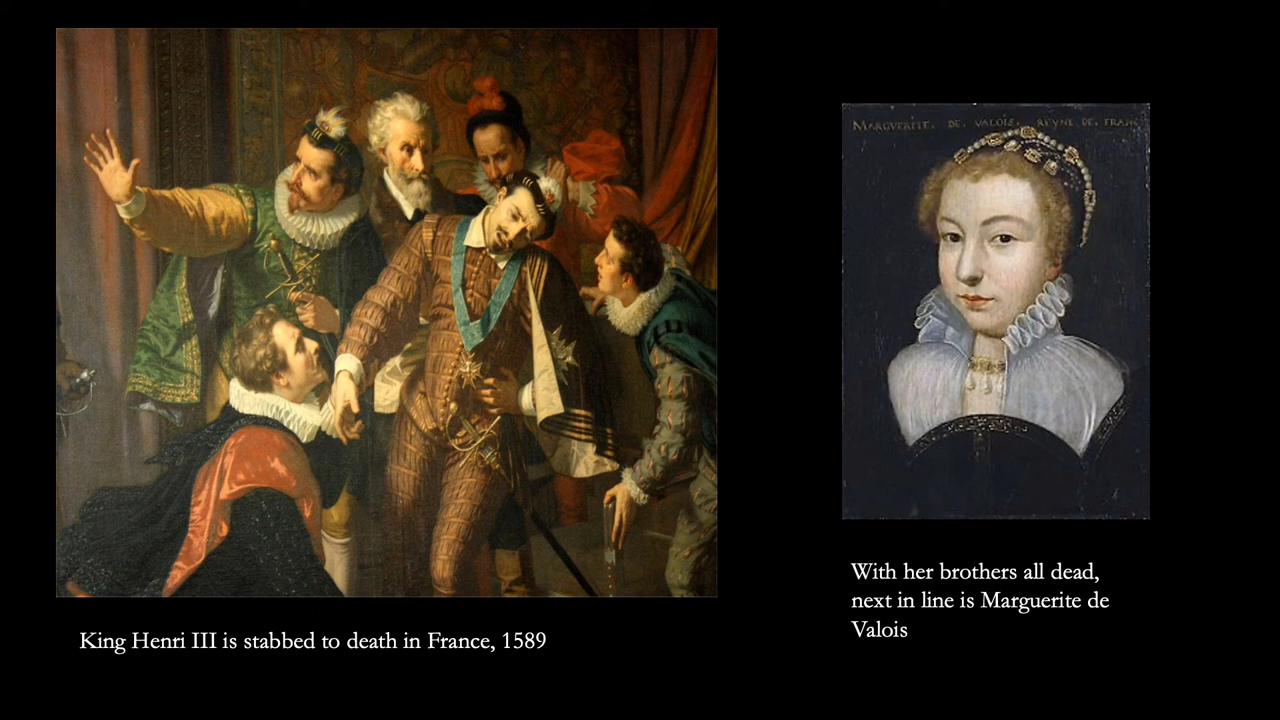 MARGVERITE. DE. VALOIS. REYNE. DE. FRANC
King Henri III is stabbed to death in France, 1589
With her brothers all dead,
next in line is Marguerite de
Valois